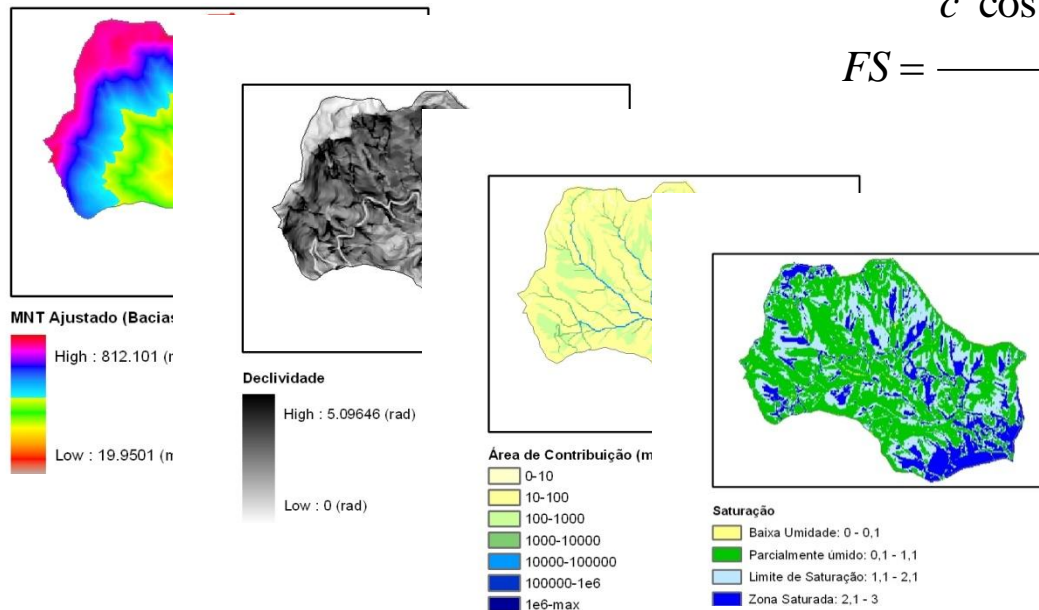 c cos
FS =
MNT Ajustado (Bacias
High : 812.101 (r
Low : 19.9501 (n
Declividade
High : 5.09646 (rad)
Low : 0 (rad)
Área de Contribuição (m
0-10
10-100
100-1000
1000-10000
10000-100000
100000-1e6
1e6-max
Saturação
Baixa Umidade: 0 - 0,1
Parcialmente úmido: 0,1 - 1,1
Limite de Saturação: 1,1 - 2,1
Zona Saturada: 2,1 - 3